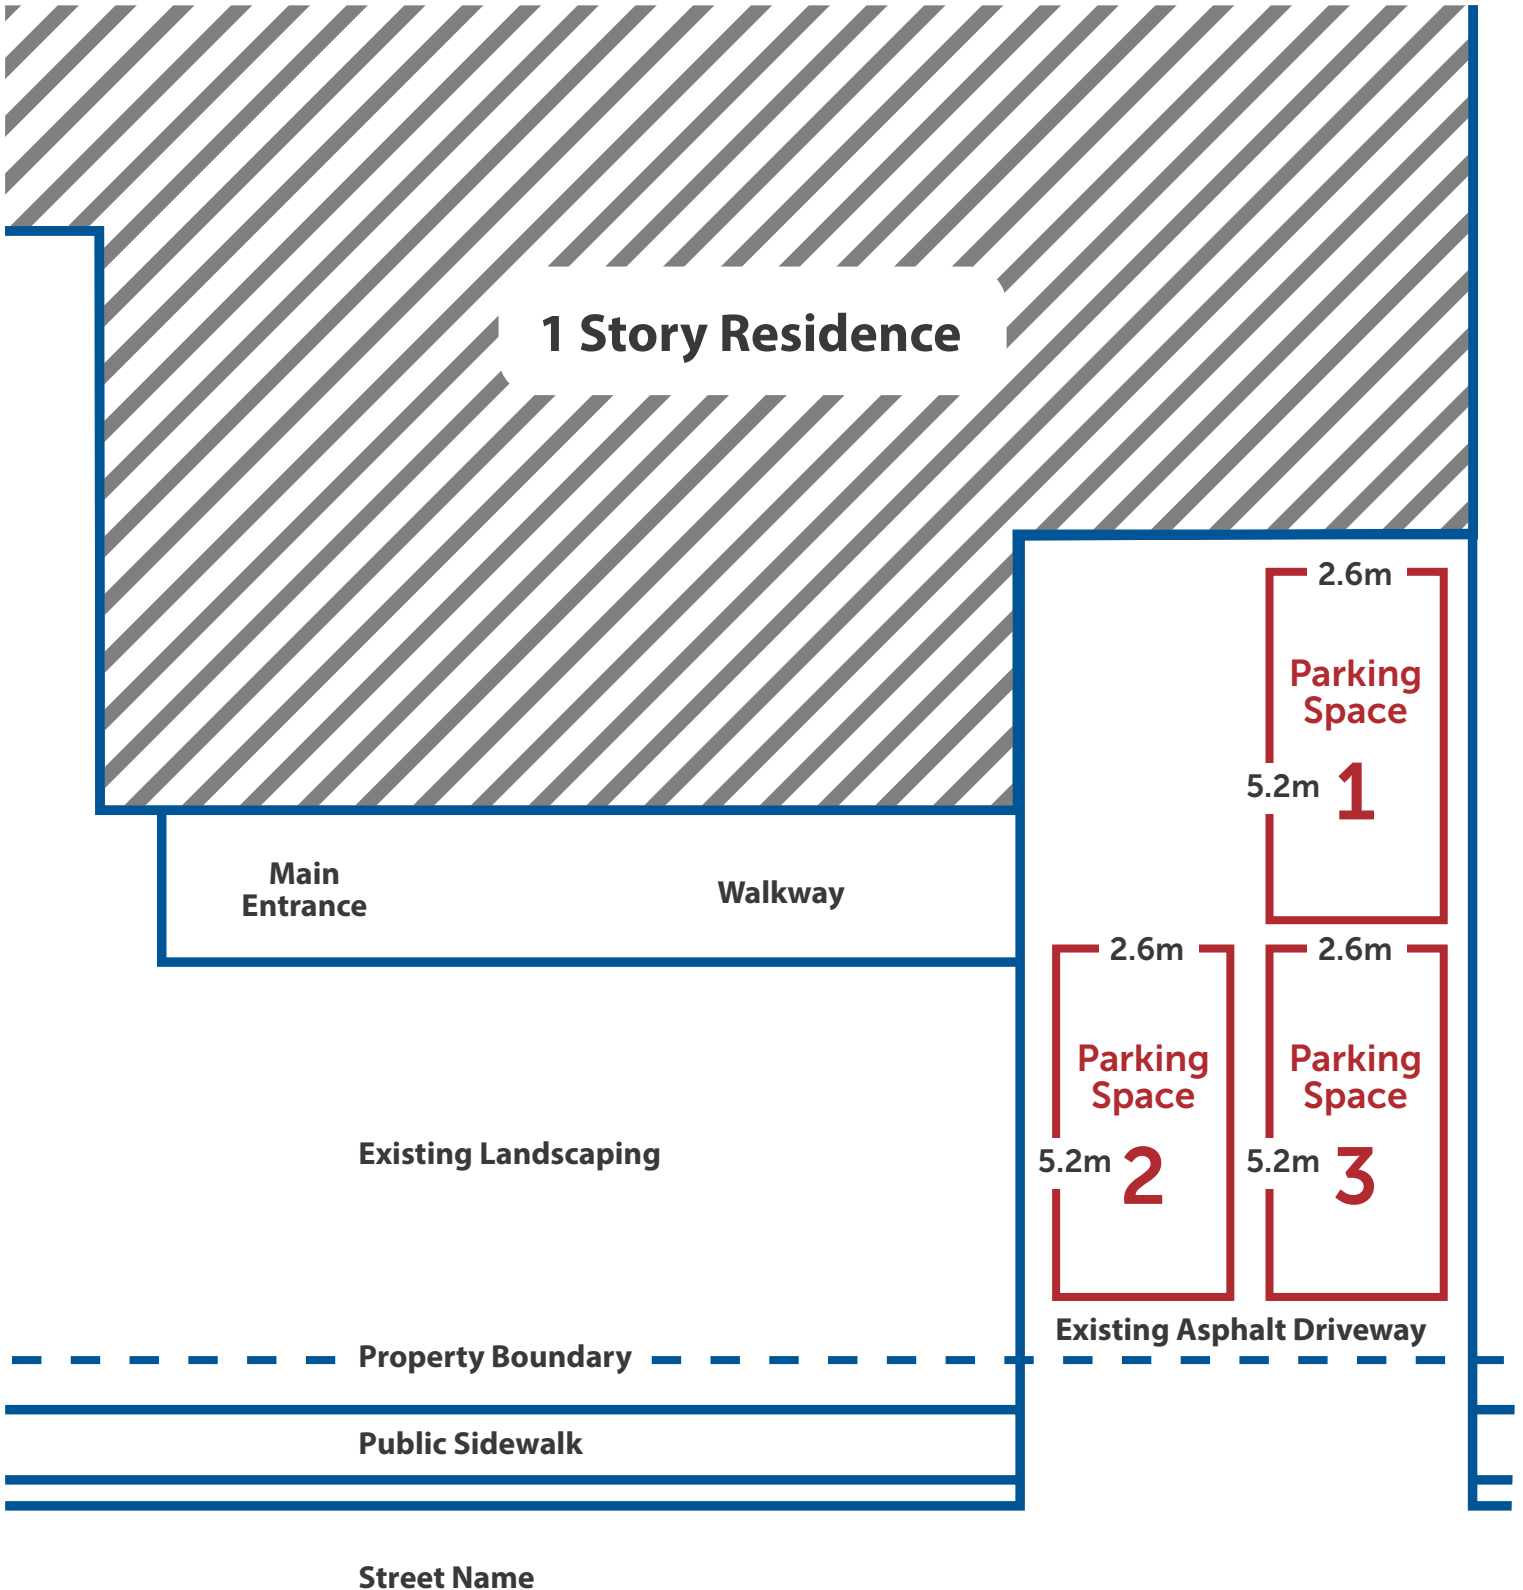 1 Story Residence
2.6m
Parking
Space
5.2m
1
Main
Entrance
Walkway
2.6m
2.6m
Parking
Space
5.2m
2
Parking
Space
5.2m
3
Existing Landscaping
Existing Asphalt Driveway
Property Boundary
Public Sidewalk
Street Name